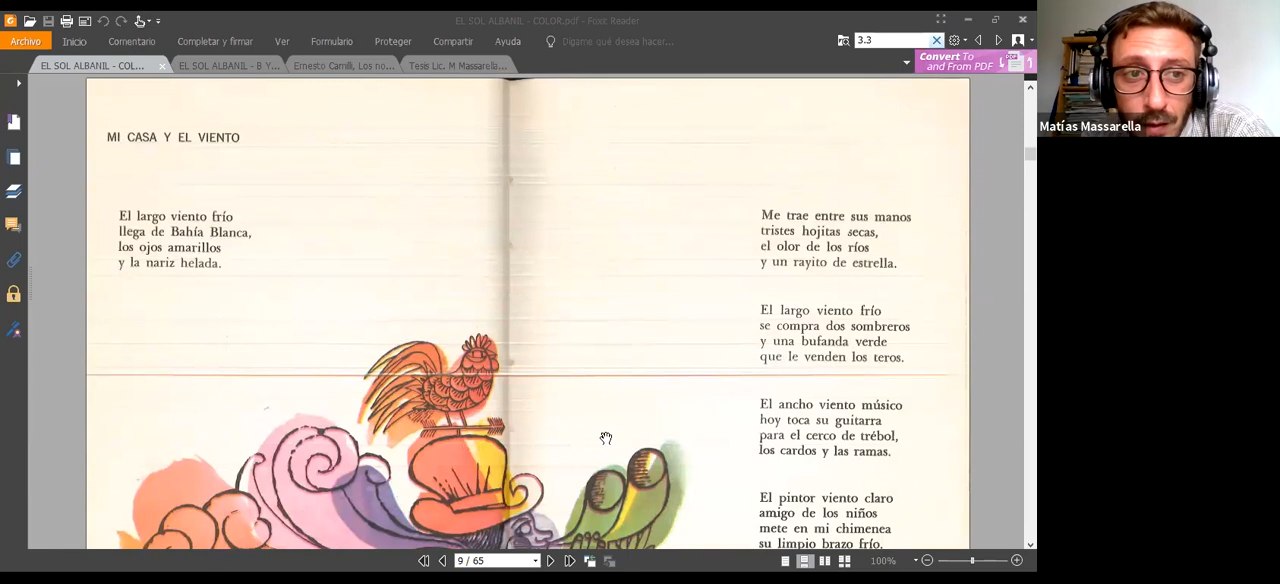 EL SOL ALBANIL - COLOR.pdf - Foxit Reader
Archivo Inicio Comentario Completar y firmar Ver Formulario Proteger Compartir Ayuda Dígame qué desea hacer... 3.3
EL SOL ALBANIL - COL... EL SOL ALBANIL - B Y... Ernesto Camilli, Los no... Tesis Lic. M Massarella...
Convert To
and From PDF
PDF
Matías Massarella
MI CASA Y EL VIENTO
El largo viento frío
llega de Bahía Blanca,
los ojos amarillos
y la nariz helada.
Me trae entre sus manos
tristes hojitas secas,
el olor de los ríos
y un rayito de estrella.
El largo viento frío
se compra dos sombreros
y una bufanda verde
que le venden los teros.
El ancho viento músico
hoy toca su guitarra
para el cerco de trébol,
los cardos y las ramas.
El pintor viento claro
amigo de los niños
mete en mi chimenea
su limpio brazo frío.
9 / 65
100%